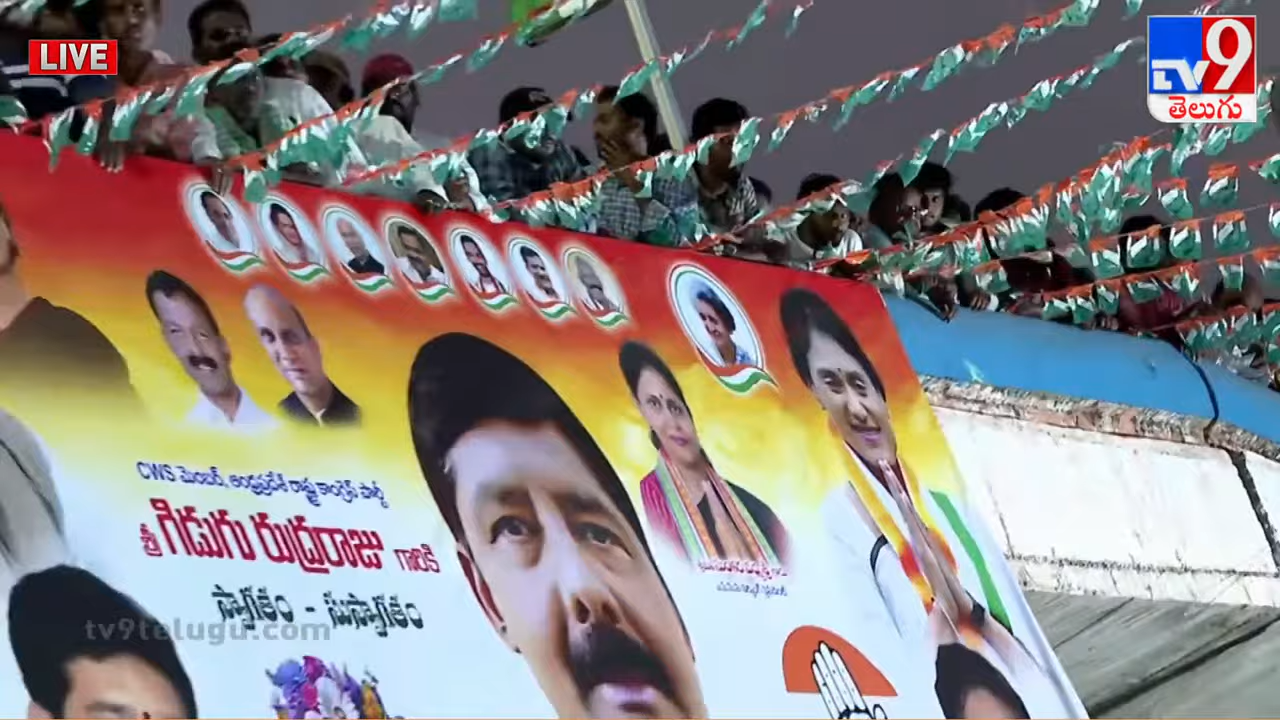 LIVE
tv9
తెలుగు
CWS మెంబర్, ఆంధ్రప్రదేశ్ రాష్ట్ర కాంగ్రెస్ పార్టీ
శ్రీ గిడుగు రుద్రరాజు గారికి
స్వాగతం - సుస్వాగతం
tv9telugu.com